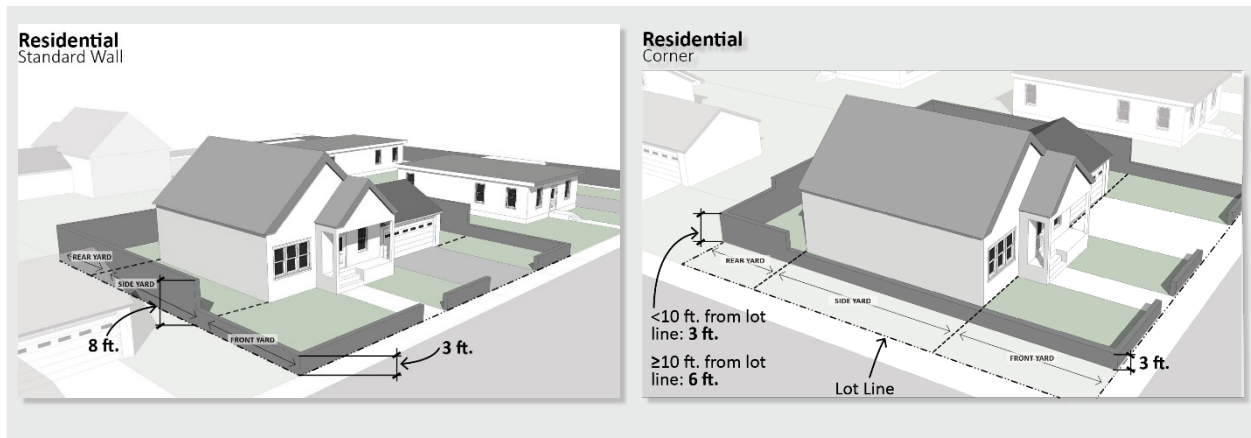 Residential
Standard Wall
REAR YARD
SIDE YARD
8 ft.
FRONT YARD
3 ft.
Residential
Corner
REAR YARD
SIDE YARD
<10 ft. from lot
line: 3 ft.
≥10 ft. from lot
line: 6 ft.
FRONT YARD
3 ft.
Lot Line